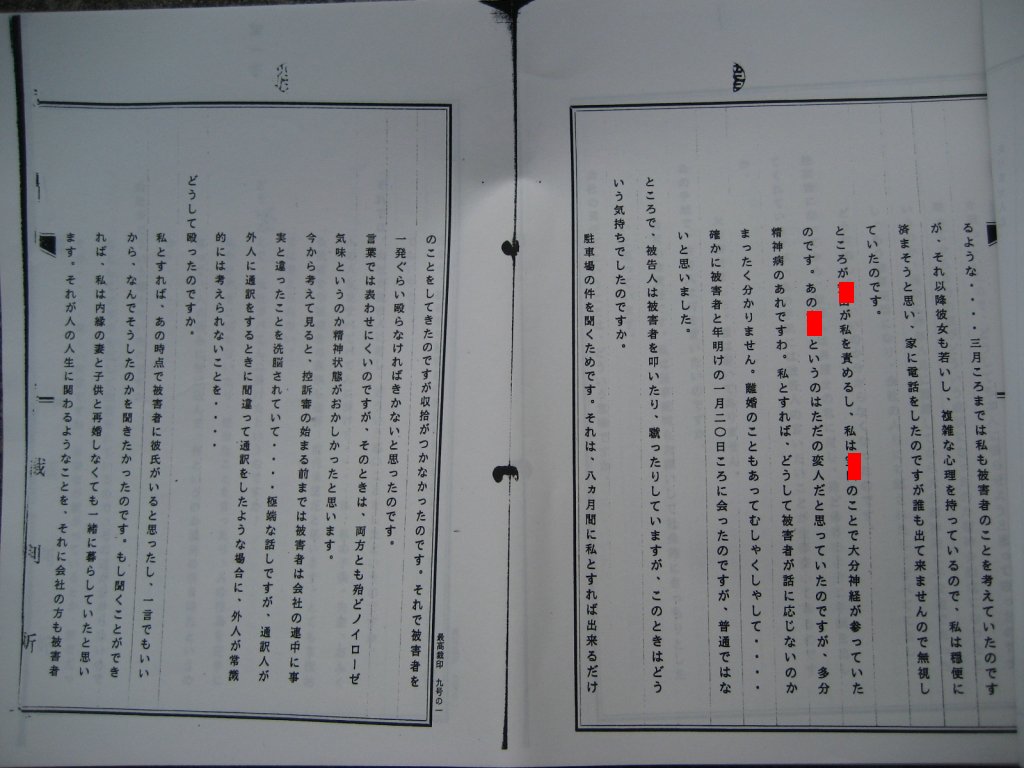 るような・・・・三月ころまでは私も被害者のことを考えていたのです
が、それ以降彼女も若いし、複雑な心理を持っているので、私は穏便に
済まそうと思い、家に電話をしたのですが誰も出て来ませんので無視し
ていたのです。
ところが 田が私を責めるし、私は のことで大分神経が参っていた
のです。あの というのはただの変人だと思っていたのですが、多分
精神病のあれですわ。私とすれば、どうして被害者が話に応じないのか
まったく分かりません。離婚のこともあってむしゃくしゃして・・・・
確かに被害者と年明けの一月二〇日ころに会ったのですが、普通ではな
いと思いました。
ところで、被告人は被害者を叩いたり、蹴ったりしていますが、このときはどう
いう気持ちでしたのですか。
駐車場の件を聞くためです。それは、八ヵ月間に私とすれば出来るだけ
のことをしてきたのですが収拾がつかなかったのです。それで被害者を
一発ぐらい殴らなければきかないと思ったのです。
言葉では表わせにくいのですが、そのときは、両方とも殆どノイローゼ
気味というのか精神状態がおかしかったと思います。
今から考えて見ると、控訴審の始まる前までは被害者は会社の連中に事
実と違ったことを洗脳されていて・・・・極端な話しですが、通訳人が
外人に通訳をするときに間違って通訳をしたような場合に、外人が常識
的には考えられないことを・・・・
どうして殴ったのですか。
私とすれば、あの時点で被害者に彼氏がいると思ったし、一言でもいい
から、なんでそうしたのかを聞きたかったのです。もし聞くことができ
れば、私は内縁の妻と子供と再婚しなくても一緒に暮らしていたと思い
ます。それが人の人生に関わるようなことを、それに会社の方も被害者
最高裁印 九号の一
裁 判 所